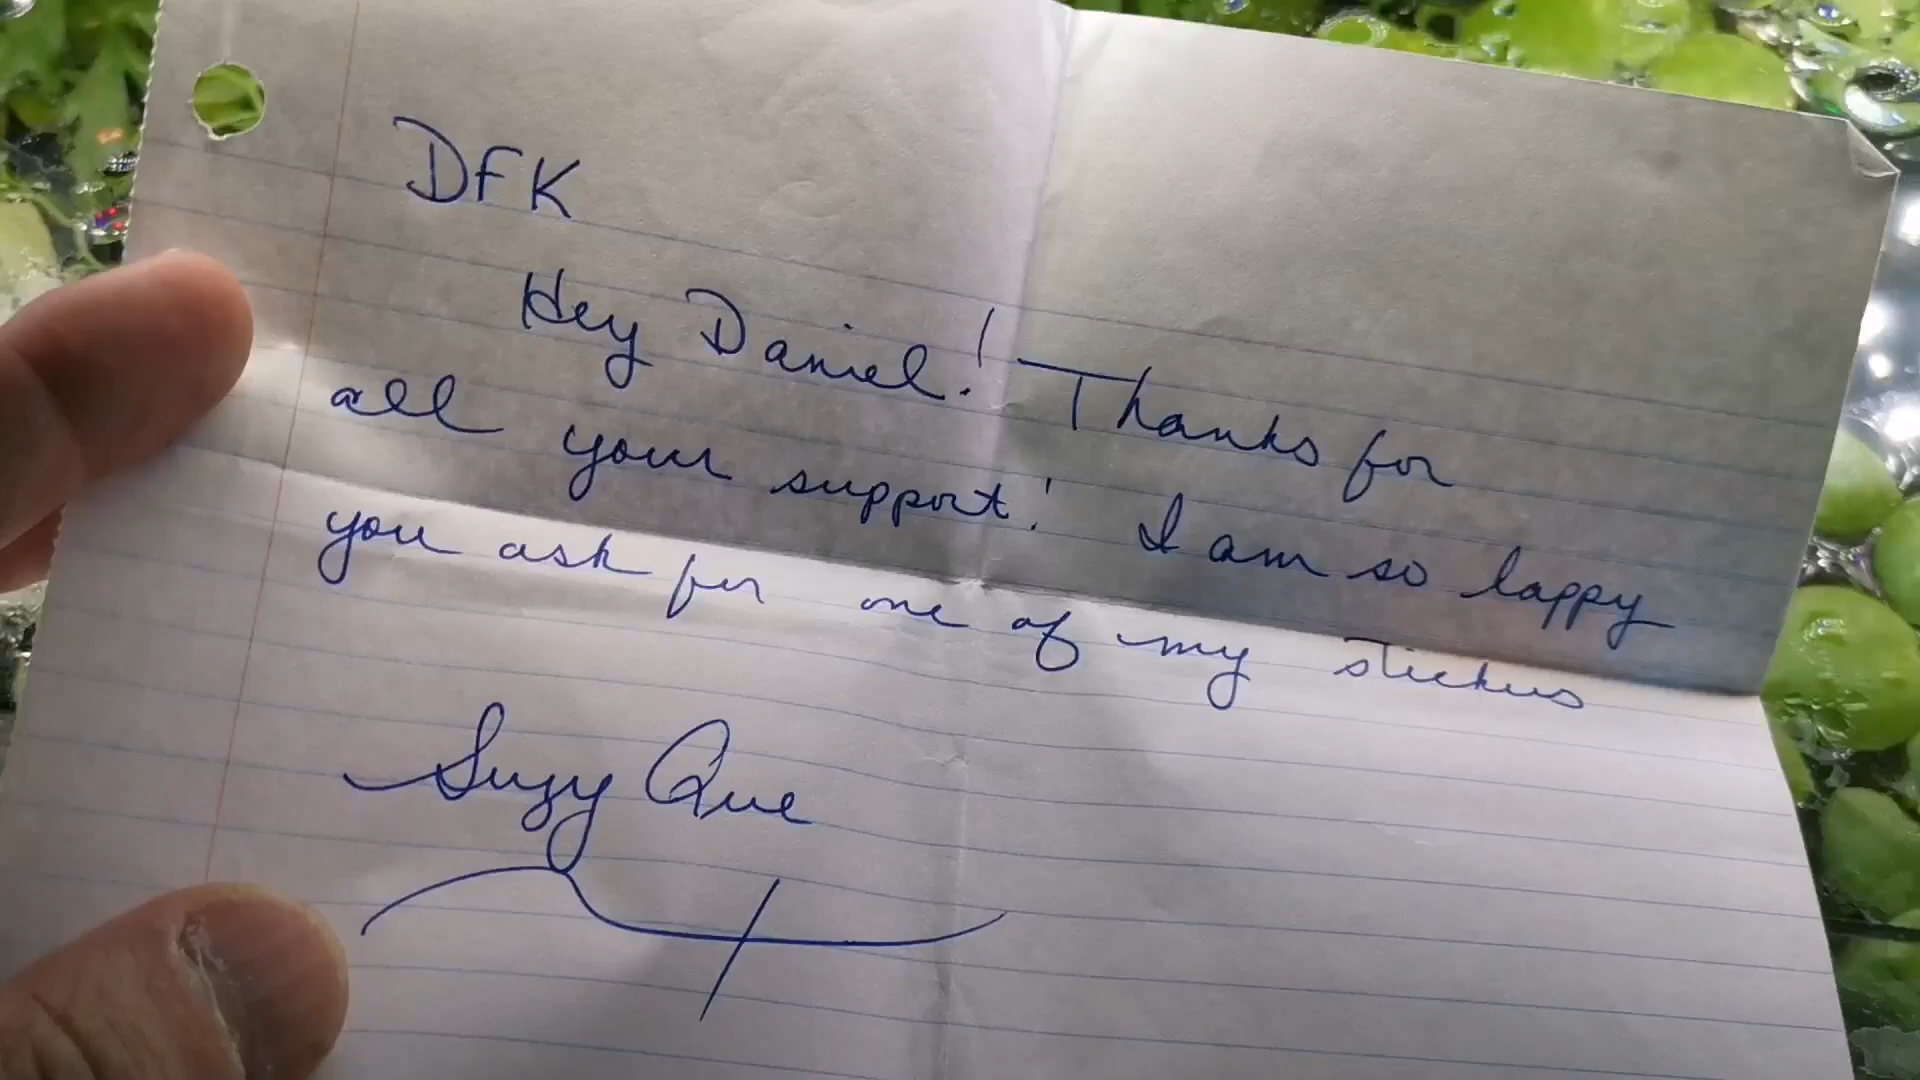 DFK
Hey Daniel! Thanks for
all your support! I am so happy
you ask for one of my stickers
Suzy Que